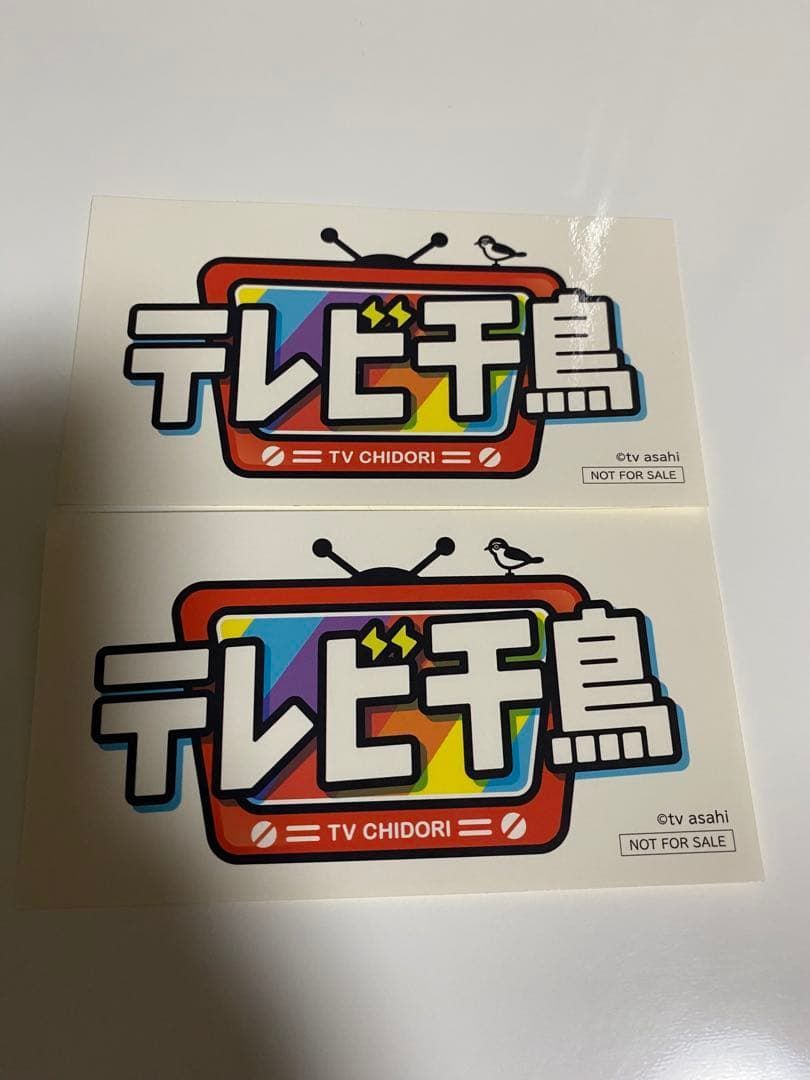 テレビ千鳥
TV CHIDORI
©tv asahi
NOT FOR SALE
テレビ千鳥
TV CHIDORI
©tv asahi
NOT FOR SALE